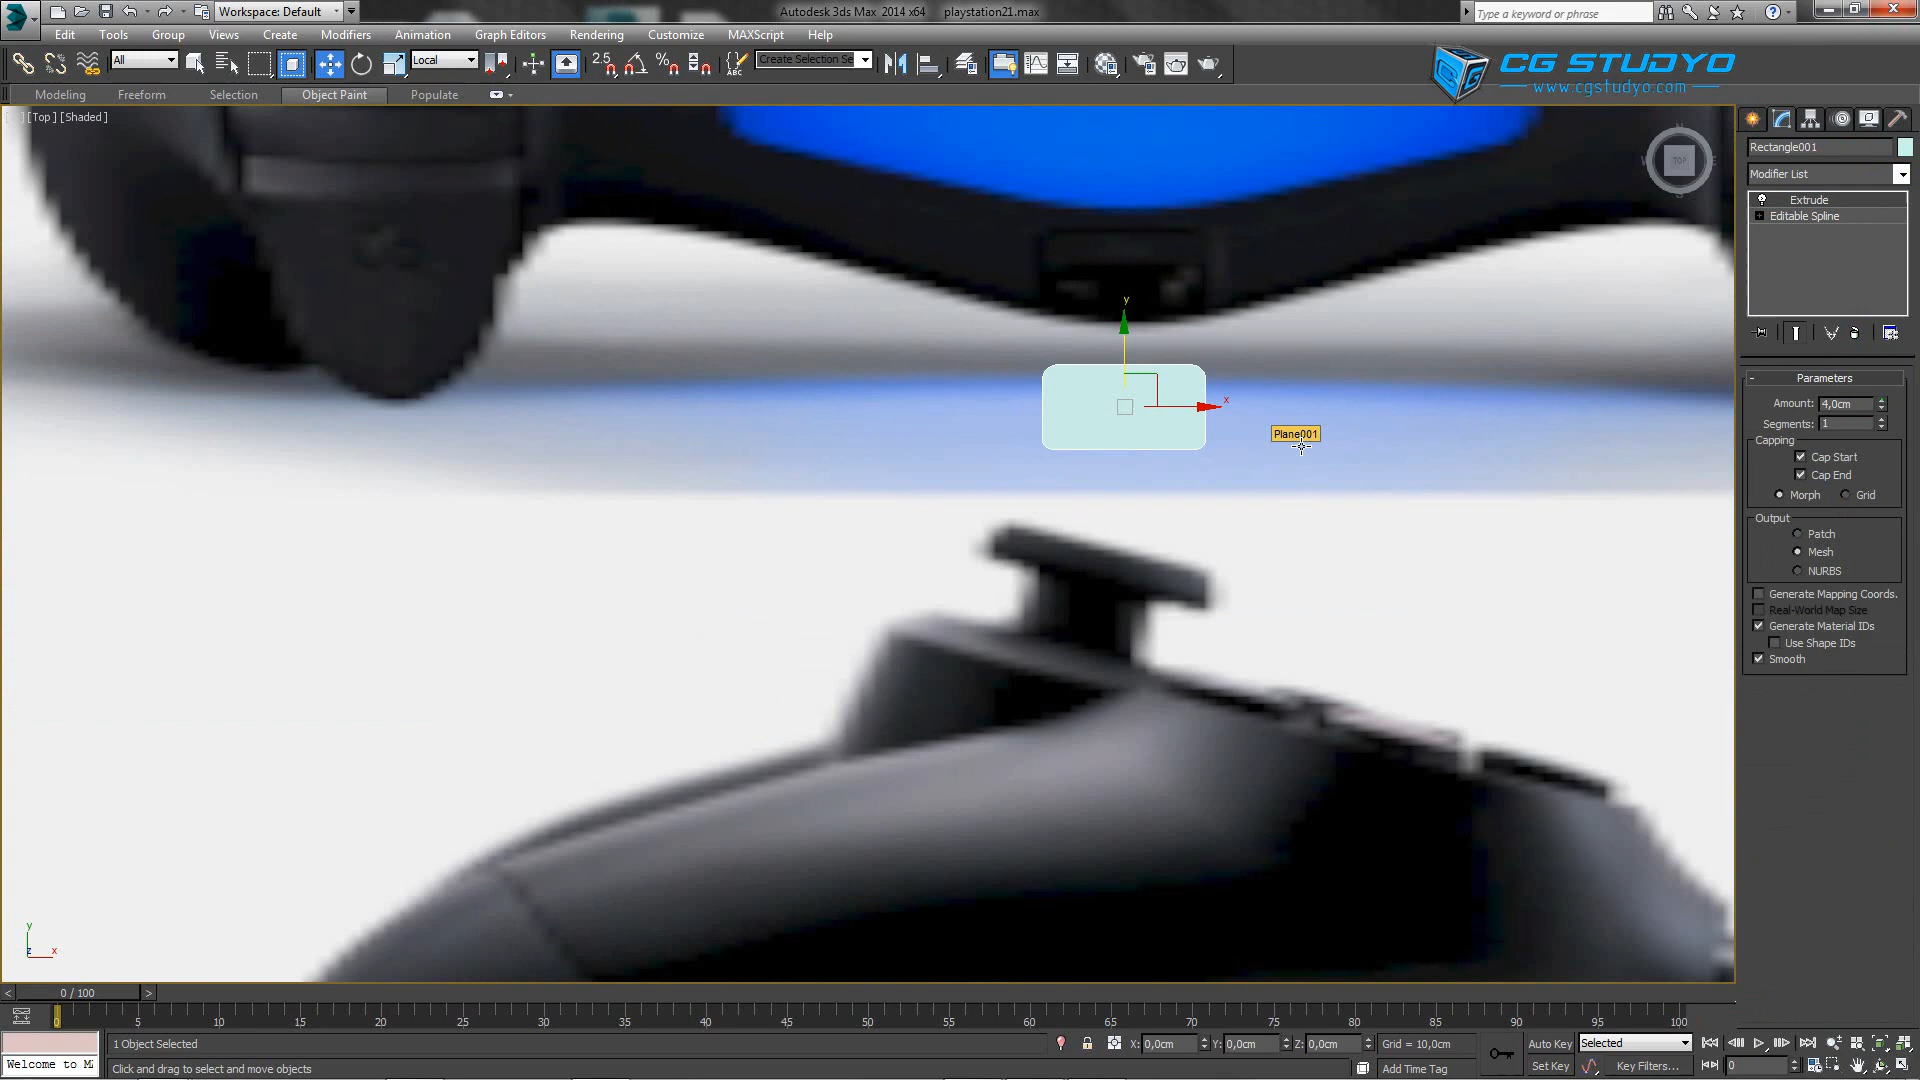 Workspace: Default
Autodesk 3ds Max 2014 x64 playstation21.max
Type a keyword or phrase
Edit Tools Group Views Create Modifiers Animation Graph Editors Rendering Customize MAXScript Help
All
Local
2.5
Create Selection Se
CG STUDYO
www.cgstudyo.com
Modeling Freeform Selection Object Paint Populate
[Top] [Shaded]
TOP
Rectangle001
Modifier List
Extrude
Editable Spline
y
x
Plane001
Parameters
Amount: 4,0cm
Segments: 1
Capping
Cap Start
Cap End
Morph Grid
Output
Patch
Mesh
NURBS
Generate Mapping Coords.
Real-World Map Size
Generate Material IDs
Use Shape IDs
Smooth
y
z x
< 0 / 100 >
0 5 10 15 20 25 30 35 40 45 50 55 60 65 70 75 80 85 90 95 100
1 Object Selected X: 0,0cm Y: 0,0cm Z: 0,0cm Grid = 10,0cm Auto Key Selected
Welcome to M
Click and drag to select and move objects Add Time Tag Set Key Key Filters... 0